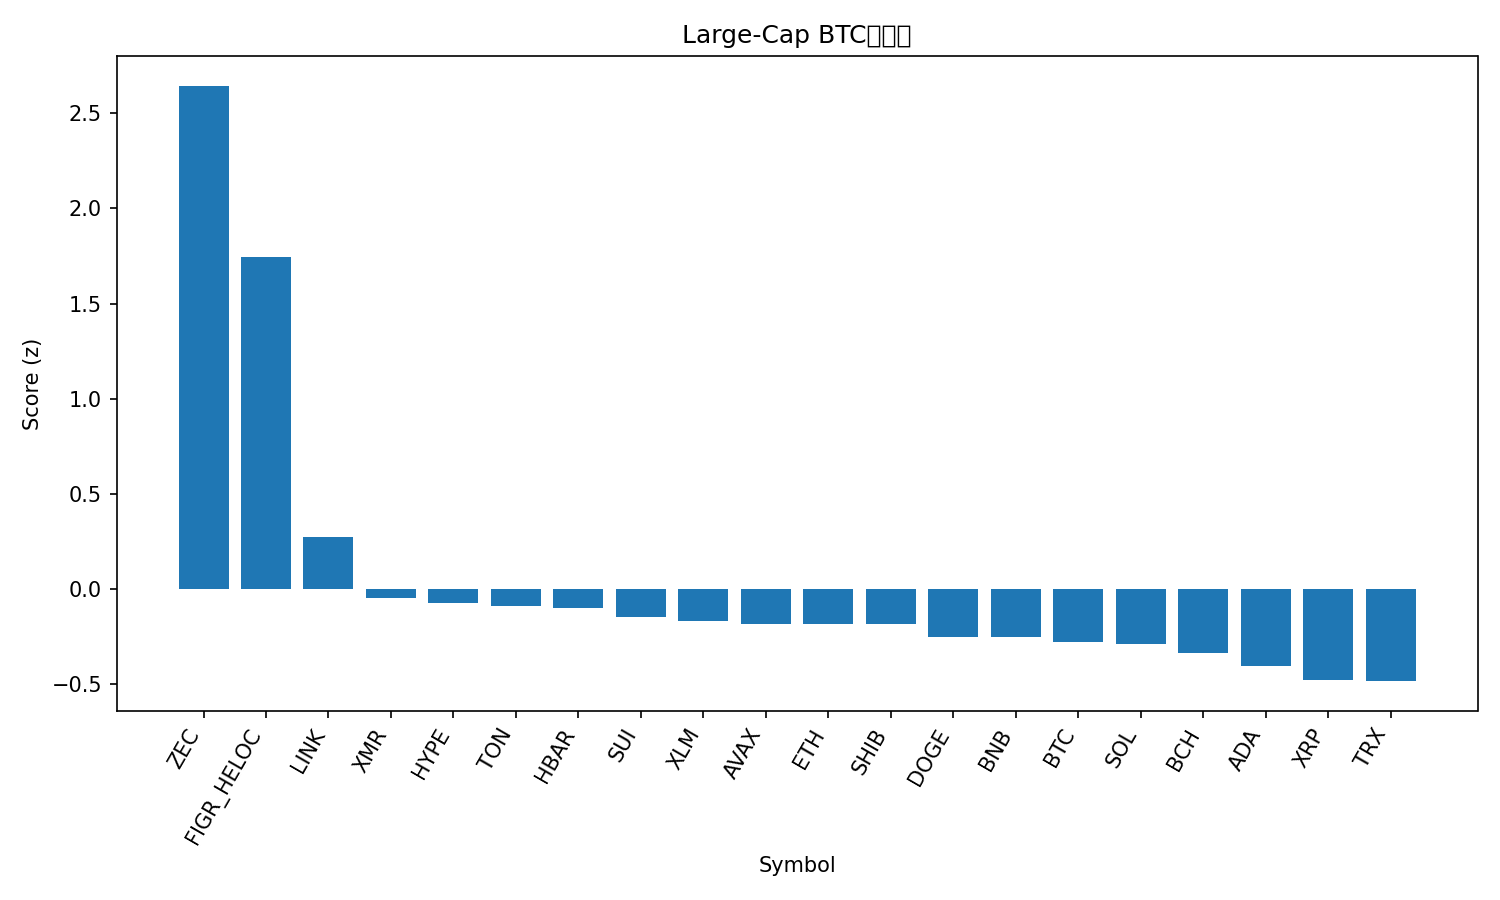 Large-Cap BTC
Score (z)
2.5
2.0
1.5
1.0
0.5
0.0
−0.5
ZEC
FIGR_HELOC
LINK
XMR
HYPE
TON
HBAR
SUI
XLM
AVAX
ETH
SHIB
DOGE
BNB
BTC
SOL
BCH
ADA
XRP
TRX
Symbol